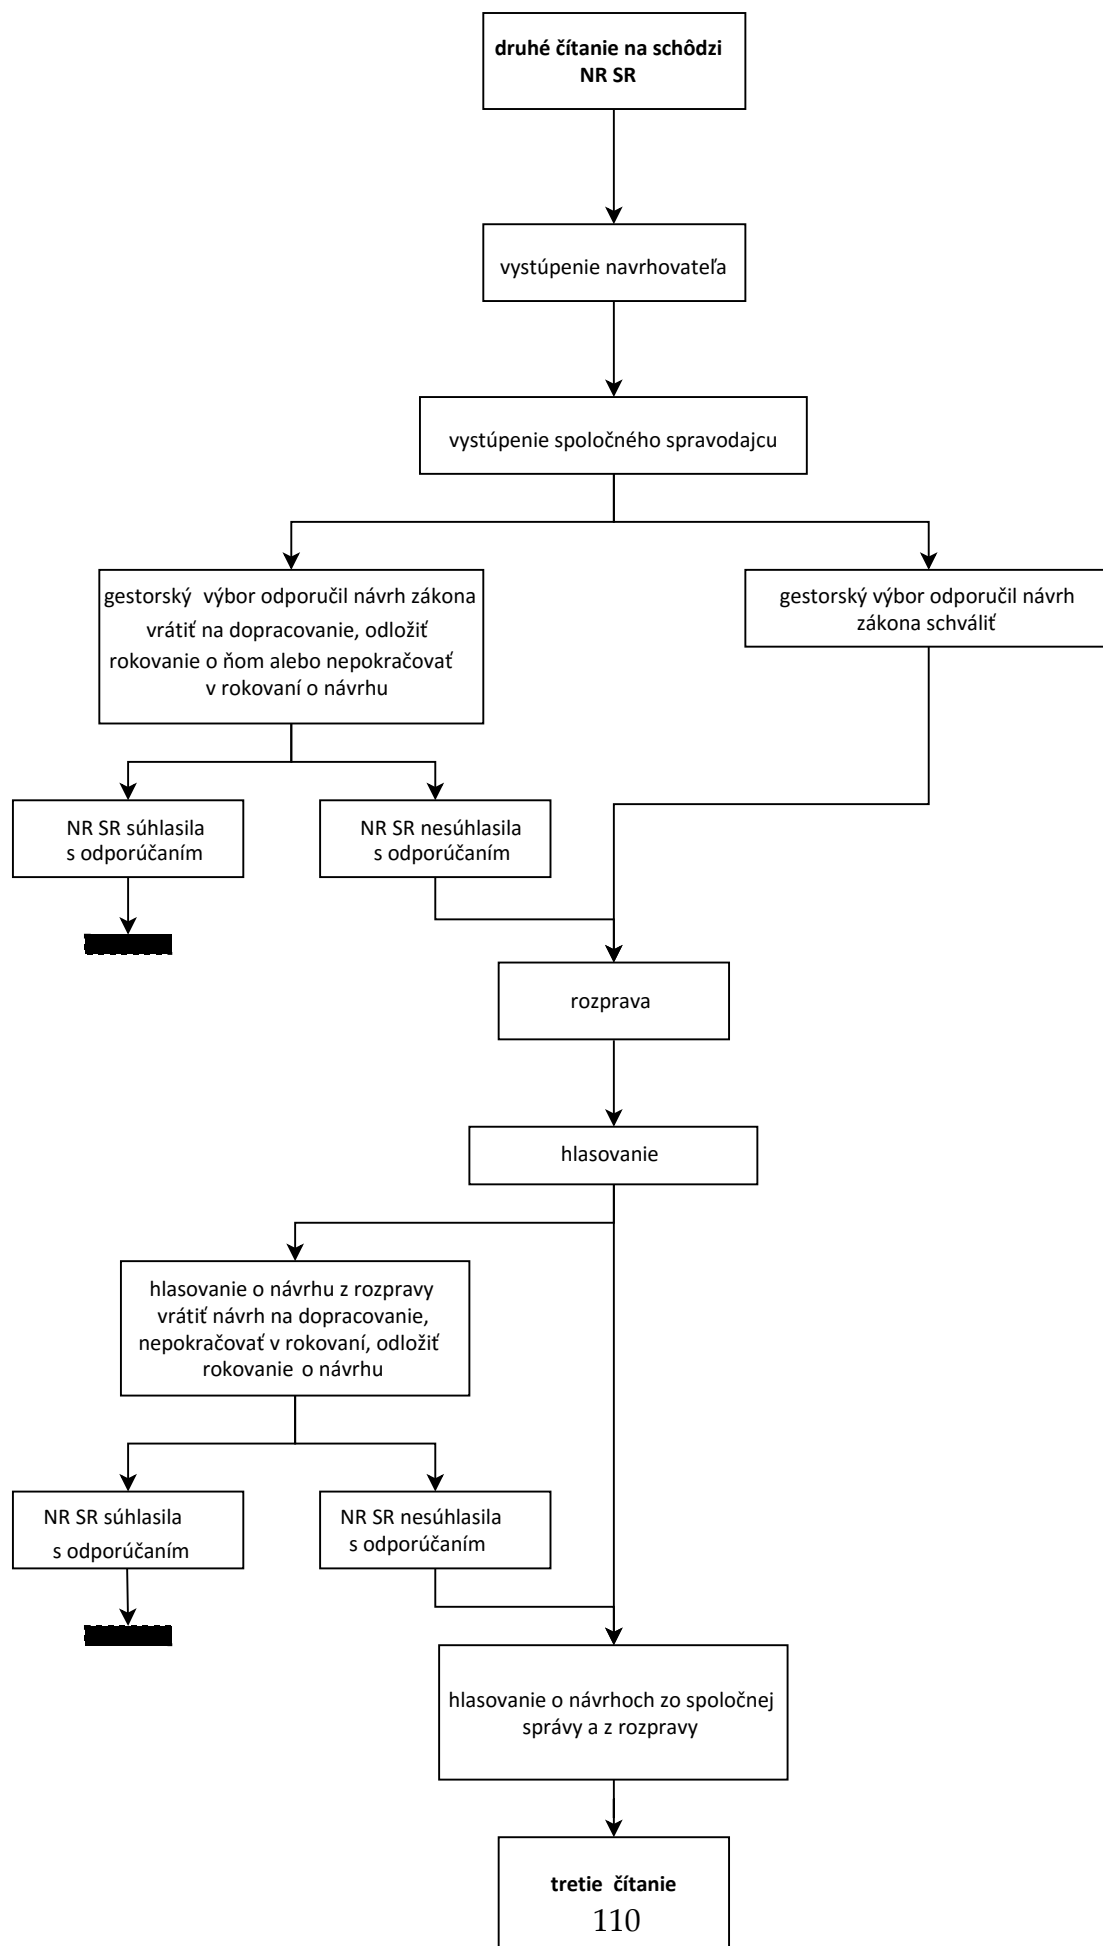 druhé čítanie na schôdzi
NR SR
vystúpenie navrhovateľa
vystúpenie spoločného spravodajcu
gestorský výbor odporučil návrh zákona
vrátiť na dopracovanie, odložiť
rokovanie o ňom alebo nepokračovať
v rokovaní o návrhu
gestorský výbor odporučil návrh
zákona schváliť
NR SR súhlasila
s odporúčaním
NR SR nesúhlasila
s odporúčaním
rozprava
hlasovanie
hlasovanie o návrhu z rozpravy
vrátiť návrh na dopracovanie,
nepokračovať v rokovaní, odložiť
rokovanie o návrhu
NR SR súhlasila
s odporúčaním
NR SR nesúhlasila
s odporúčaním
hlasovanie o návrhoch zo spoločnej
správy a z rozpravy
tretie čítanie
110